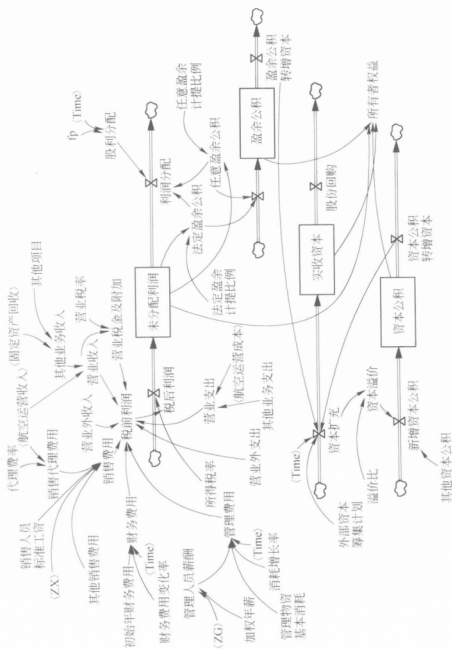 代理费率
销售人员
标准工资
〈ZX〉
其他销售费用
销售代理费用
销售费用
〈航空运营收入〉
〈固定资产回收〉
其他项目
其他业务收入
营业税率
营业收入
营业税金及附加
营业外收入
初始年财务费用
财务费用
〈Time〉
财务费用变化率
税前利润
税后利润
所得税率
营业支出
〈航空运营成本〉
其他业务支出
营业外支出
管理人员薪酬
〈ZG〉
加权年薪
管理费用
〈Time〉
消耗增长率
管理物资
基本消耗
未分配利润
fp
〈Time〉
股利分配
利润分配
任意盈余
计提比例
任意盈余公积
法定盈余公积
法定盈余
计提比例
盈余公积
盈余公积
转增资本
〈Time〉
外部资本
筹集计划
资本扩充
实收资本
股份回购
所有者权益
溢价比
资本溢价
新增资本公积
其他资本公积
资本公积
资本公积
转增资本